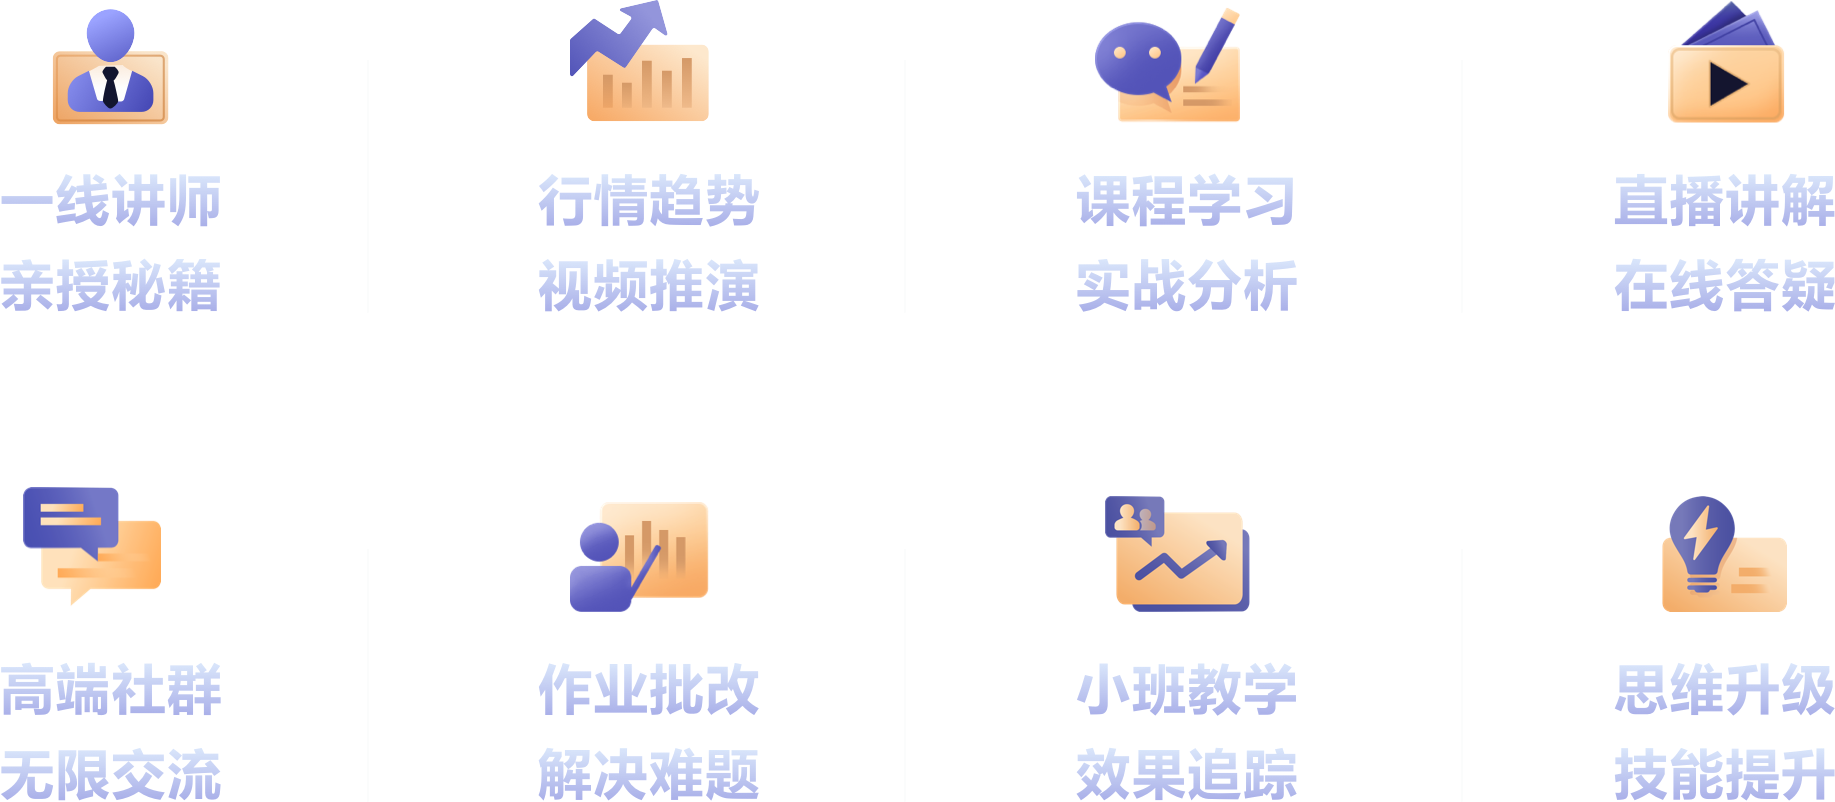 一线讲师
亲授秘籍
行情趋势
视频推演
课程学习
实战分析
直播讲解
在线答疑
高端社群
无限交流
作业批改
解决难题
小班教学
效果追踪
思维升级
技能提升